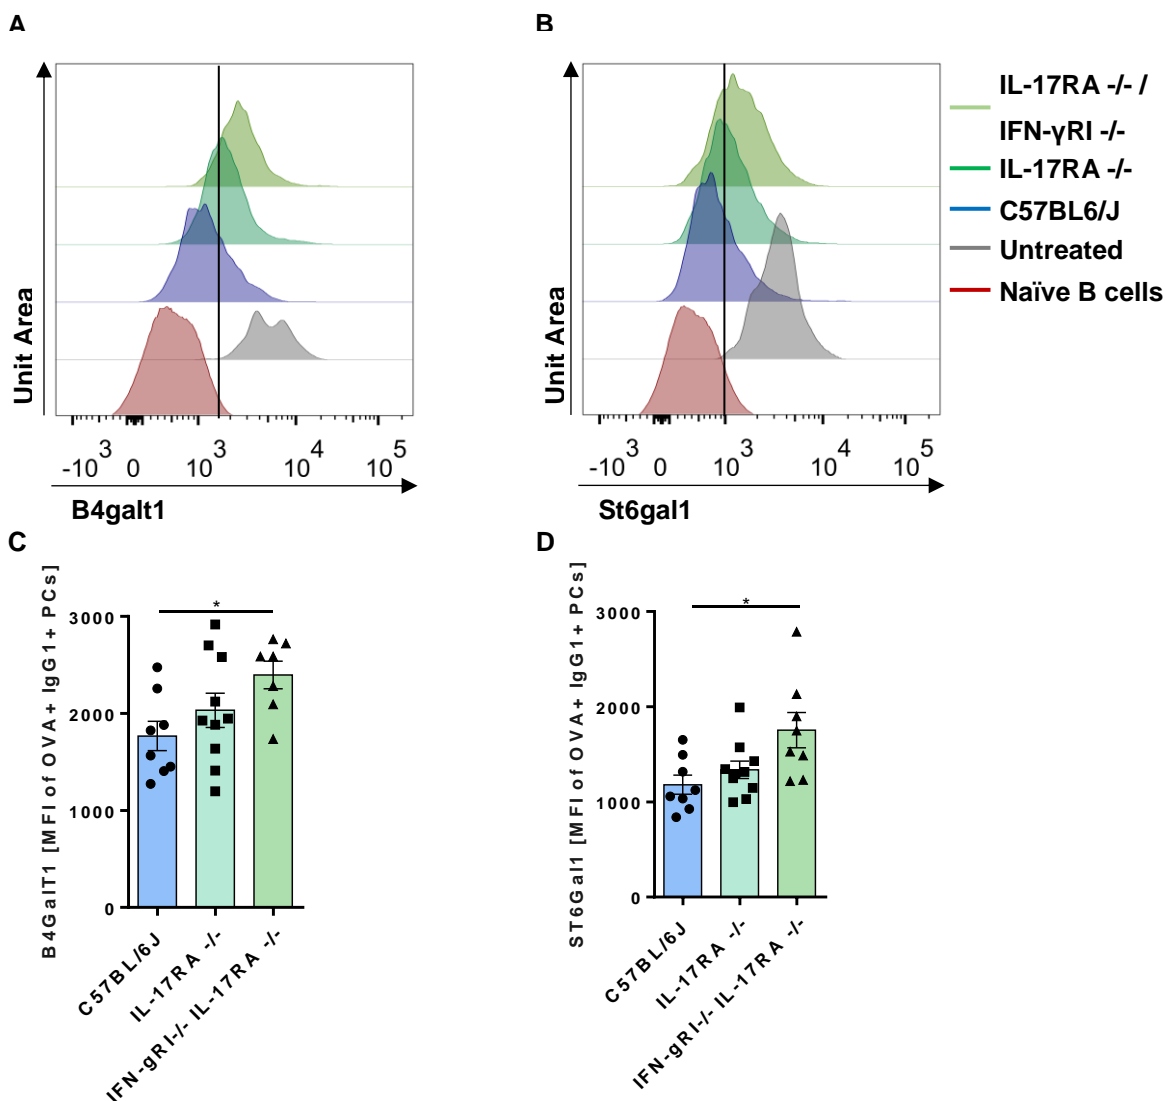 A
B
Unit Area
-10 3 0 10 3 10 4 10 5
B4galt1
Unit Area
-10 3 0 10 3 10 4 10 5
St6gal1
IL-17RA -/- /
IFN-γRI -/-
IL-17RA -/-
C57BL6/J
Untreated
Naïve B cells
C
B4GalT1 [MFI of OVA+ IgG1+ PCs]
3000
2000
1000
0
*
C57BL/6J
IL-17RA -/-
IFN-gRI-/- IL-17RA -/-
D
ST6Gal1 [MFI of OVA+ IgG1+ PCs]
3000
2000
1000
0
*
C57BL/6J
IL-17RA -/-
IFN-gRI-/- IL-17RA -/-